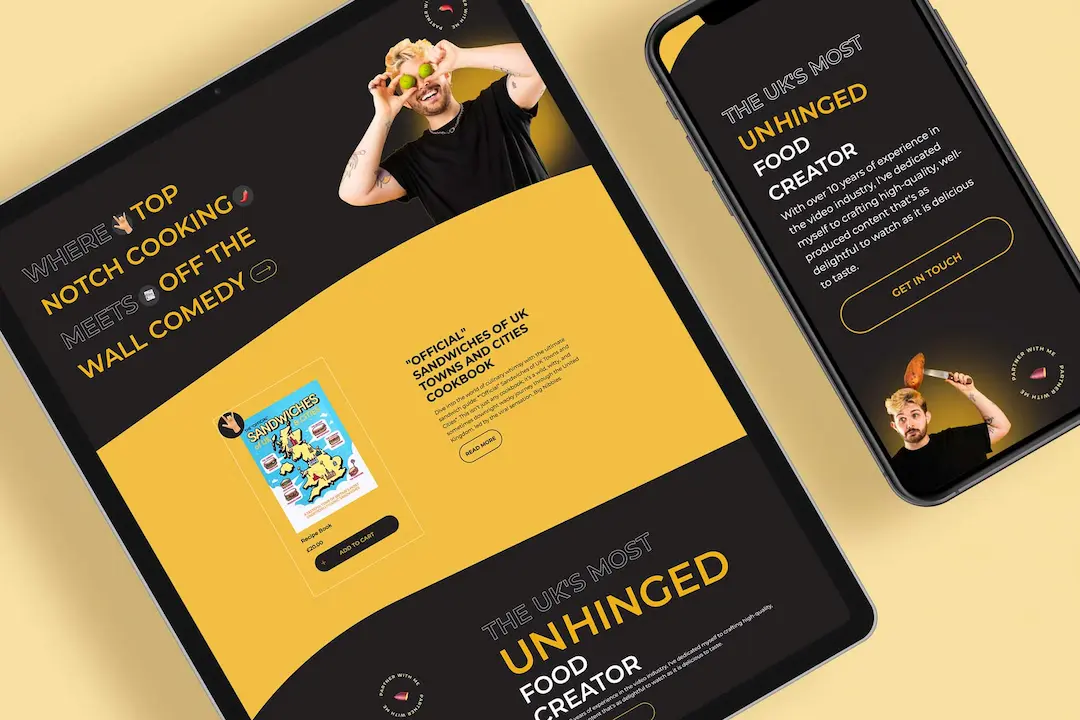 PARTNER WITH ME
WHERE TOP
NOTCH COOKING
MEETS OFF THE
WALL COMEDY
SANDWICHES
"OFFICIAL"
SANDWICHES OF UK
TOWNS AND CITIES
COOKBOOK
Dive into the world of culinary whimsy with the ultimate
sandwich guide: "Official" Sandwiches of UK Towns and
Cities" This isn't just any cookbook, it's a wild, witty, and
sometimes downright wacky journey through the United
Kingdom, led by the viral sensation, Big Nibbles.
READ MORE
Recipe Book
£20.00
+ ADD TO CART
THE UK'S MOST
UNHINGED
FOOD
CREATOR
years of experience in the video industry, I've dedicated myself to crafting high-quality,
content that's as delightful to watch as it is delicious to taste.
PARTNER WITH ME
PARTNER WITH ME
THE UK'S MOST
UNHINGED
FOOD
CREATOR
With over 10 years of experience in
the video industry, I've dedicated
myself to crafting high-quality, well-
produced content that's as
delightful to watch as it is delicious
to taste.
GET IN TOUCH
PARTNER WITH ME
PARTNER WITH ME